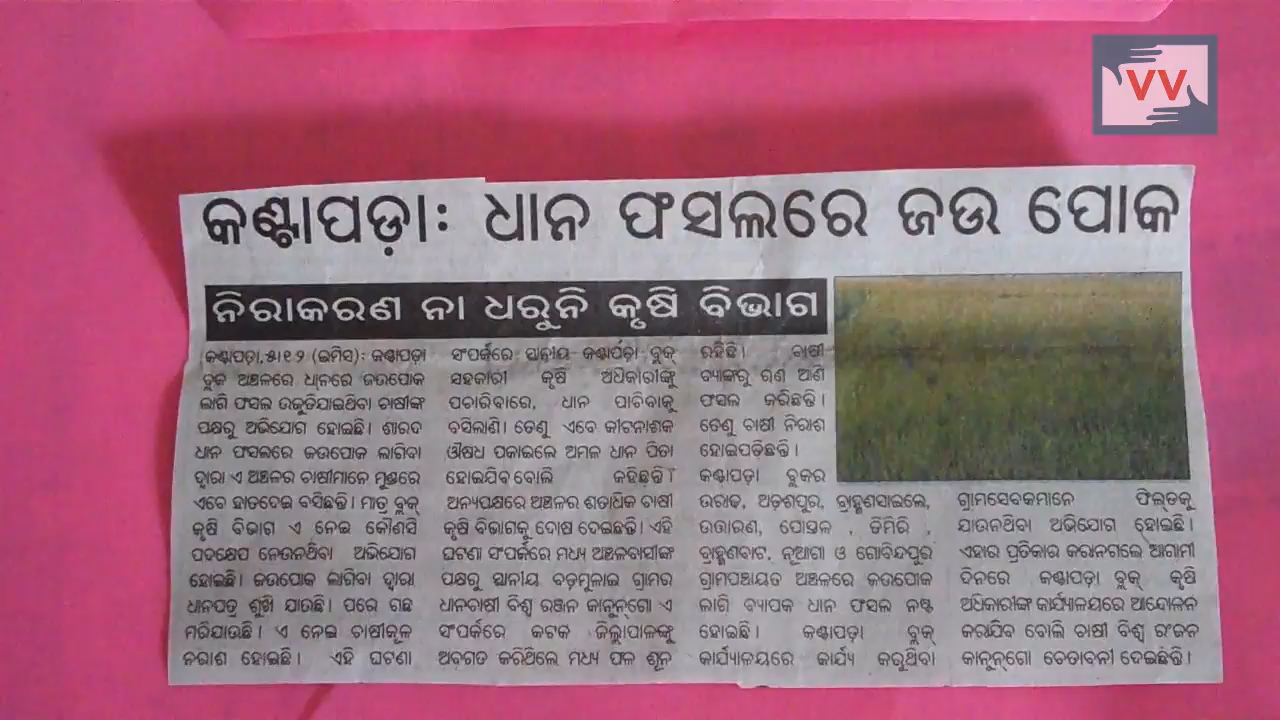 VV
କଣ୍ଟାପଡ଼ା: ଧାନ ଫସଲରେ ଜଉ ପୋକ
ନିରାକରଣ ନା ଧରୁନି କୃଷି ବିଭାଗ
କଣ୍ଟାପଡ଼ା,୫।୧୨ (ଇମିସ): କଣ୍ଟାପଡ଼ା
ବ୍ଲକ ଅଞ୍ଚଳରେ ଧାନରେ ଜଉପୋକ
ଲାଗି ଫସଲ ଉଜୁଡିଯାଇଥିବା ଚାଷୀଙ୍କ
ପକ୍ଷରୁ ଅଭିଯୋଗ ହୋଇଛି। ଶାରଦ
ଧାନ ଫସଲରେ ଜଉପୋକ ଲାଗିବା
ଦ୍ୱାରା ଏ ଅଞ୍ଚଳର ଚାଷୀମାନେ ମୁଣ୍ଡରେ
ଏବେ ହାତଦେଇ ବସିଛନ୍ତି। ମାତ୍ର ବ୍ଲକ୍
କୃଷି ବିଭାଗ ଏ ନେଇ କୌଣସି
ପଦକ୍ଷେପ ନେଉନଥିବା ଅଭିଯୋଗ
ହୋଇଛି। ଜଉପୋକ ଲାଗିବା ଦ୍ୱାରା
ଧାନପତ୍ର ଶୁଖି ଯାଉଛି। ପରେ ଗଛ
ମରିଯାଉଛି। ଏ ନେଇ ଚାଷୀକୂଳ
ନରାଶ ହୋଇଛି। ଏହି ଘଟଣା
ସଂପର୍କରେ ସ୍ଥାନୀୟ କଣ୍ଟାପଡ଼ା ବ୍ଲକ୍
ସହକାରୀ କୃଷି ଅଧିକାରୀଙ୍କୁ
ପଚାରିବାରେ, ଧାନ ପାଚିବାକୁ
ବସିଲାଣି। ତେଣୁ ଏବେ କୀଟନାଶକ
ଔଷଧ ପକାଇଲେ ଅମଳ ଧାନ ପିତା
ହୋଇଯିବ ବୋଲି କହିଛନ୍ତି।
ଅନ୍ୟପକ୍ଷରେ ଅଞ୍ଚଳର ଶତାଧିକ ଚାଷୀ
କୃଷି ବିଭାଗକୁ ଦୋଷ ଦେଇଛନ୍ତି। ଏହି
ଘଟଣା ସଂପର୍କରେ ମଧ୍ୟ ଅଞ୍ଚଳବାସୀଙ୍କ
ପକ୍ଷରୁ ସ୍ଥାନୀୟ ବଡ଼ମୁଳାଇ ଗ୍ରାମର
ଧାନଚାଷୀ ବିଶ୍ୱ ରଞ୍ଜନ କାନୁନ୍‌ଗୋ ଏ
ସଂପର୍କରେ କଟକ ଜିଲ୍ଲାପାଳଙ୍କୁ
ଅବଗତ କରିଥିଲେ ମଧ୍ୟ ଫଳ ଶୂନ
ରହିଛି। ଚାଷୀ
ବ୍ୟାଙ୍କରୁ ଋଣ ଆଣି
ଫସଲ କରିଛନ୍ତି।
ତେଣୁ ଚାଷୀ ନିରାଶ
ହୋଇପଡ଼ିଛନ୍ତି।
କଣ୍ଟାପଡ଼ା ବ୍ଲକର
ଉରାଢ, ଅଡ଼ଶପୁର, ବ୍ରାହ୍ମଣସାଇଲେ,
ଉତ୍ତାରଣ, ପୋସ୍ତଳ , ଡିମିରି ,
ବ୍ରାହ୍ମଣବାଟ, ନୂଆଗାଁ ଓ ଗୋବିନ୍ଦପୁର
ଗ୍ରାମପଞ୍ଚାୟତ ଅଞ୍ଚଳରେ ଜଉପୋକ
ଲାଗି ବ୍ୟାପକ ଧାନ ଫସଲ ନଷ୍ଟ
ହୋଇଛି। କଣ୍ଟାପଡ଼ା ବ୍ଲକ୍
କାର୍ଯ୍ୟାଳୟରେ କାର୍ଯ୍ୟ କରୁଥିବା
ଗ୍ରାମସେବକମାନେ ଫିଲ୍‌ଡକୁ
ଯାଉନଥିବା ଅଭିଯୋଗ ହୋଇଛି।
ଏହାର ପ୍ରତିକାର କରାନଗଲେ ଆଗାମୀ
ଦିନରେ କଣ୍ଟାପଡ଼ା ବ୍ଲକ୍ କୃଷି
ଅଧିକାରୀଙ୍କ କାର୍ଯ୍ୟାଳୟରେ ଆନ୍ଦୋଳନ
କରାଯିବ ବୋଲି ଚାଷୀ ବିଶ୍ୱ ରଂଜନ
କାନୁନ୍‌ଗୋ ଚେତାବନୀ ଦେଇଛନ୍ତି।